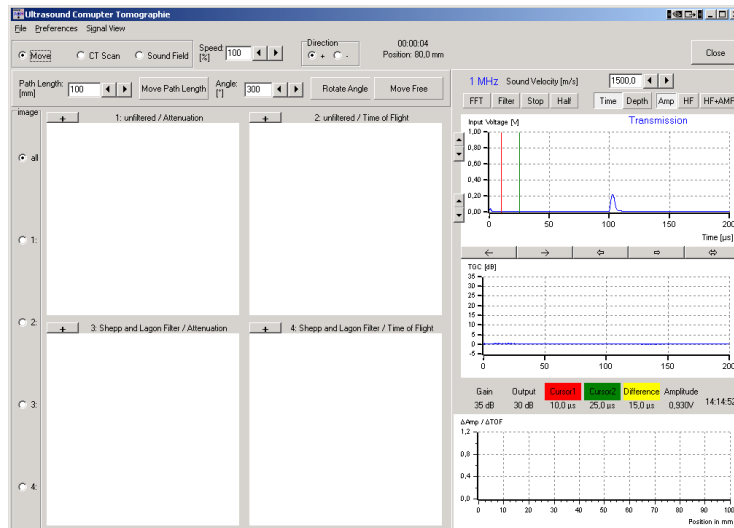 Ultrasound Comupter Tomographie
File Preferences Signal View
Move CT Scan Sound Field Speed: [%] 100 Direction + - 00:00:04 Position: 80,0 mm Close
Path Length: [mm] 100 Move Path Length Angle: [°] 300 Rotate Angle Move Free
1 MHz Sound Velocity [m/s] 1500,0
FFT Filter Stop Half Time Depth Amp HF HF+AMP
image
all
1:
2:
3:
4:
+ 1: unfiltered / Attenuation
+ 2: unfiltered / Time of Flight
+ 3: Shepp and Lagon Filter / Attenuation
+ 4: Shepp and Lagon Filter / Time of Flight
Input Voltage [V] Transmission
1,00
0,80
0,60
0,40
0,20
0,00
0 50 100 150 200
Time [µs]
TGC [dB]
35
30
25
20
15
10
5
0
-5
0 50 100 150 200
Gain Output Cursor1 Cursor2 Difference Amplitude
35 dB 30 dB 10,0 µs 25,0 µs 15,0 µs 0,930V 14:14:52
ΔAmp / ΔTOF
1,2
0,8
0,4
0,0
0 10 20 30 40 50 60 70 80 90 100
Position in mm